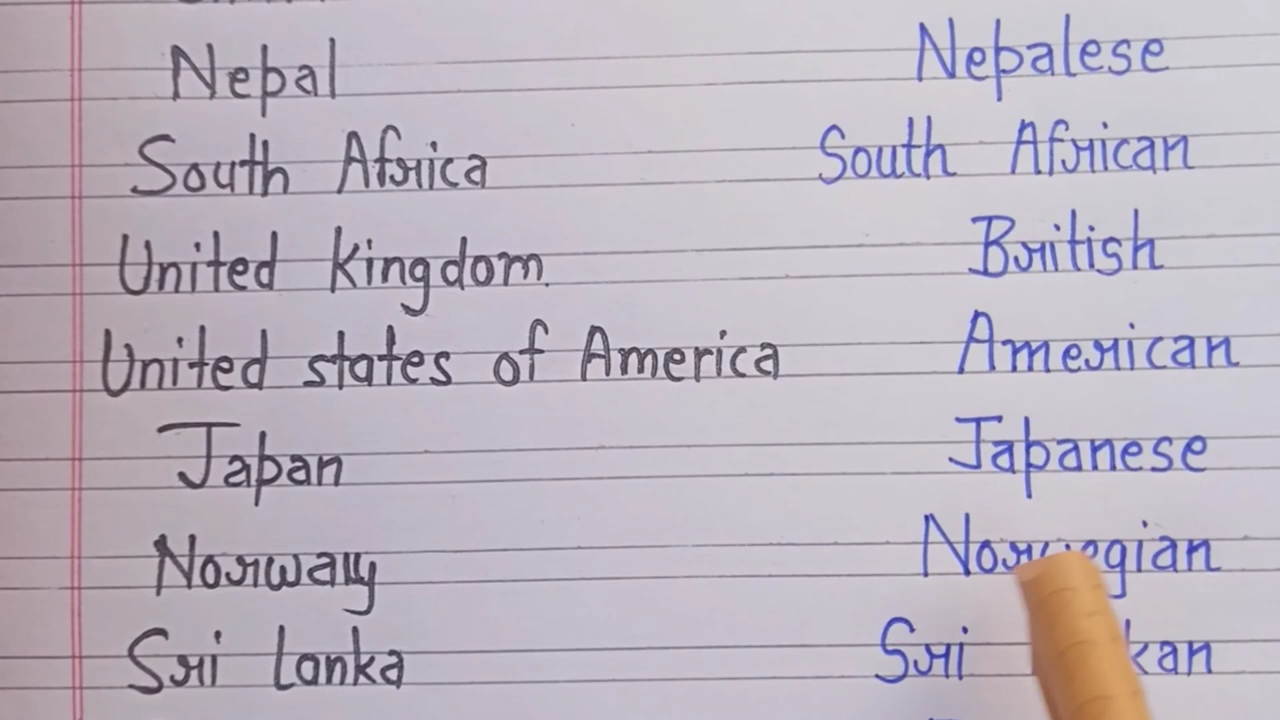 Nepal Nepalese
South Africa South African
United Kingdom British
United states of America American
Japan Japanese
Norway Norwegian
Sri Lanka Sri